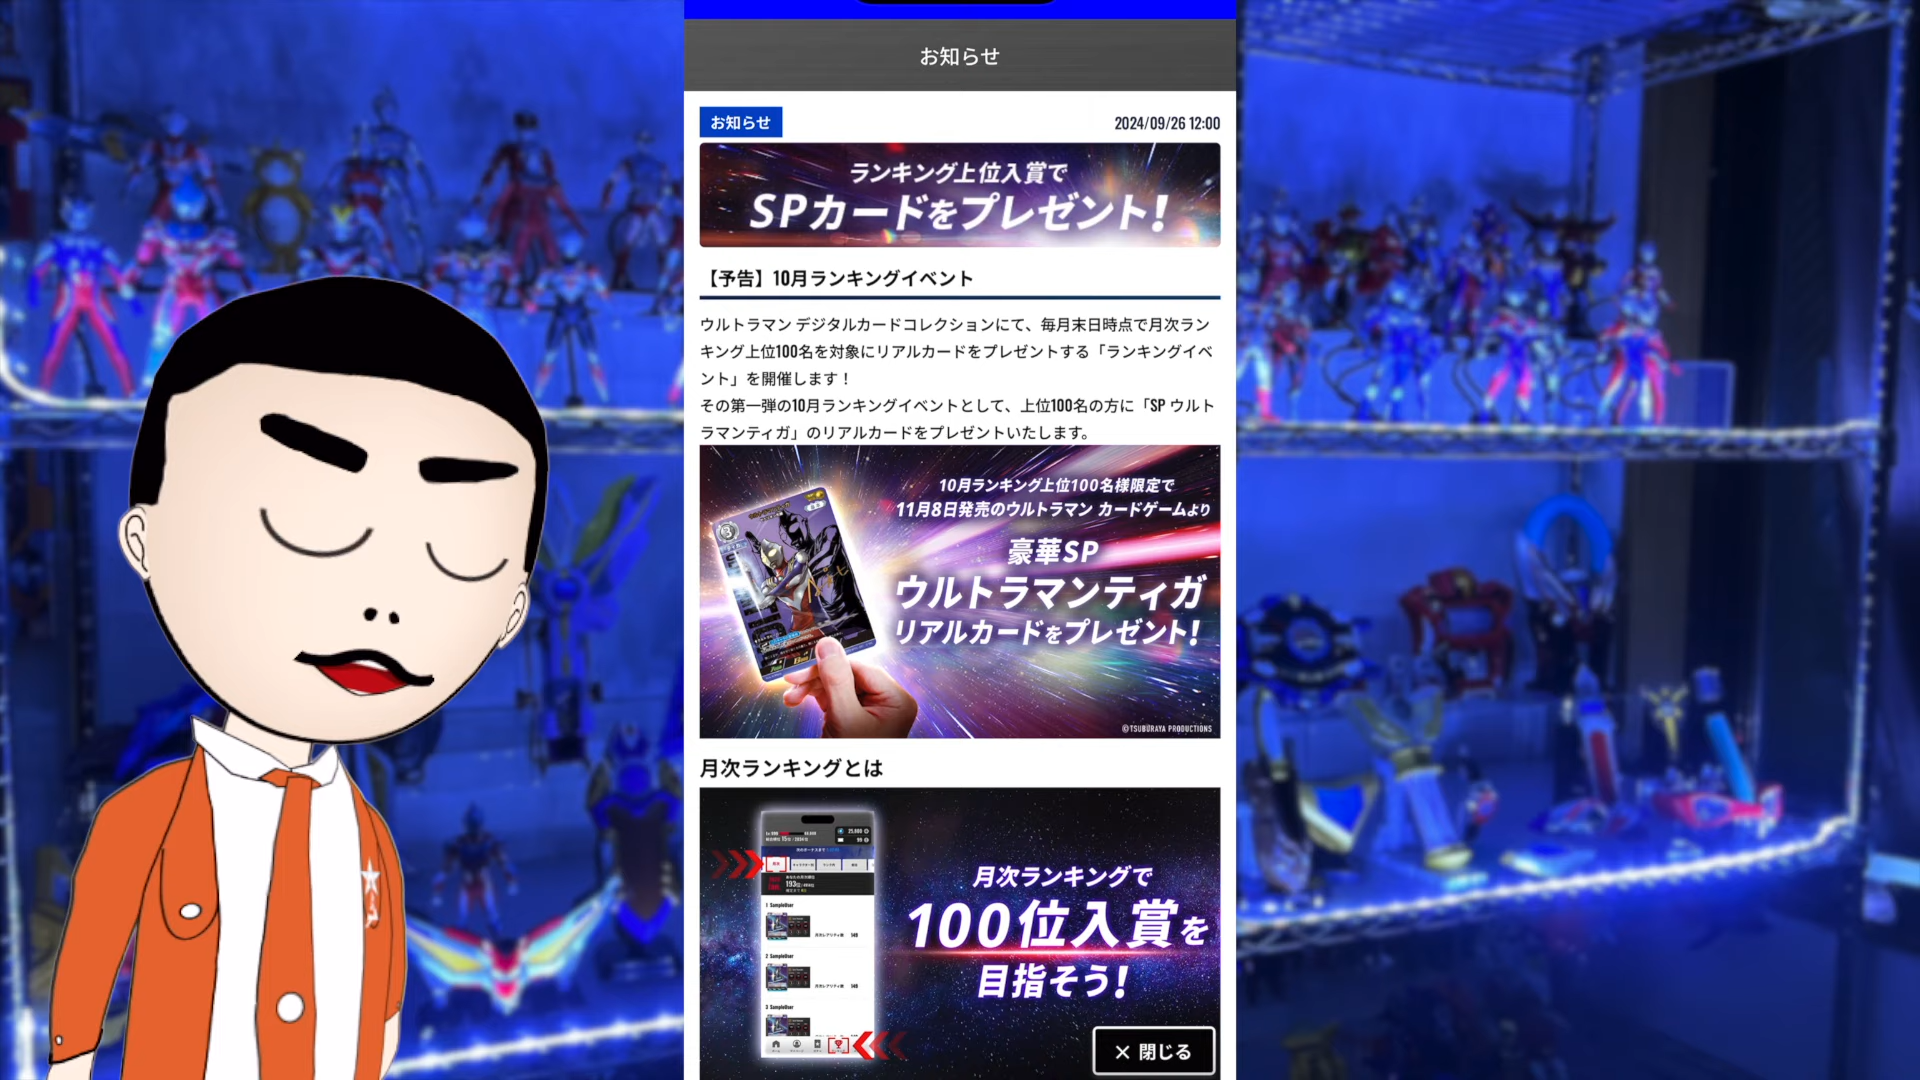 お知らせ
お知らせ
2024/09/26 12:00
ランキング上位入賞で
SPカードをプレゼント!
【予告】10月ランキングイベント
ウルトラマン デジタルカードコレクションにて、毎月末日時点で月次ラン
キング上位100名を対象にリアルカードをプレゼントする「ランキングイベ
ント」を開催します！
その第一弾の10月ランキングイベントとして、上位100名の方に「SP ウルト
ラマンティガ」のリアルカードをプレゼントいたします。
10月ランキング上位100名様限定で
11月8日発売のウルトラマン カードゲームより
豪華SP
ウルトラマンティガ
リアルカードをプレゼント!
©TSUBURAYA PRODUCTIONS
月次ランキングとは
193位
1 SampleUser
149
2 SampleUser
148
3 SampleUser
月次ランキングで
100位入賞を
目指そう!
× 閉じる